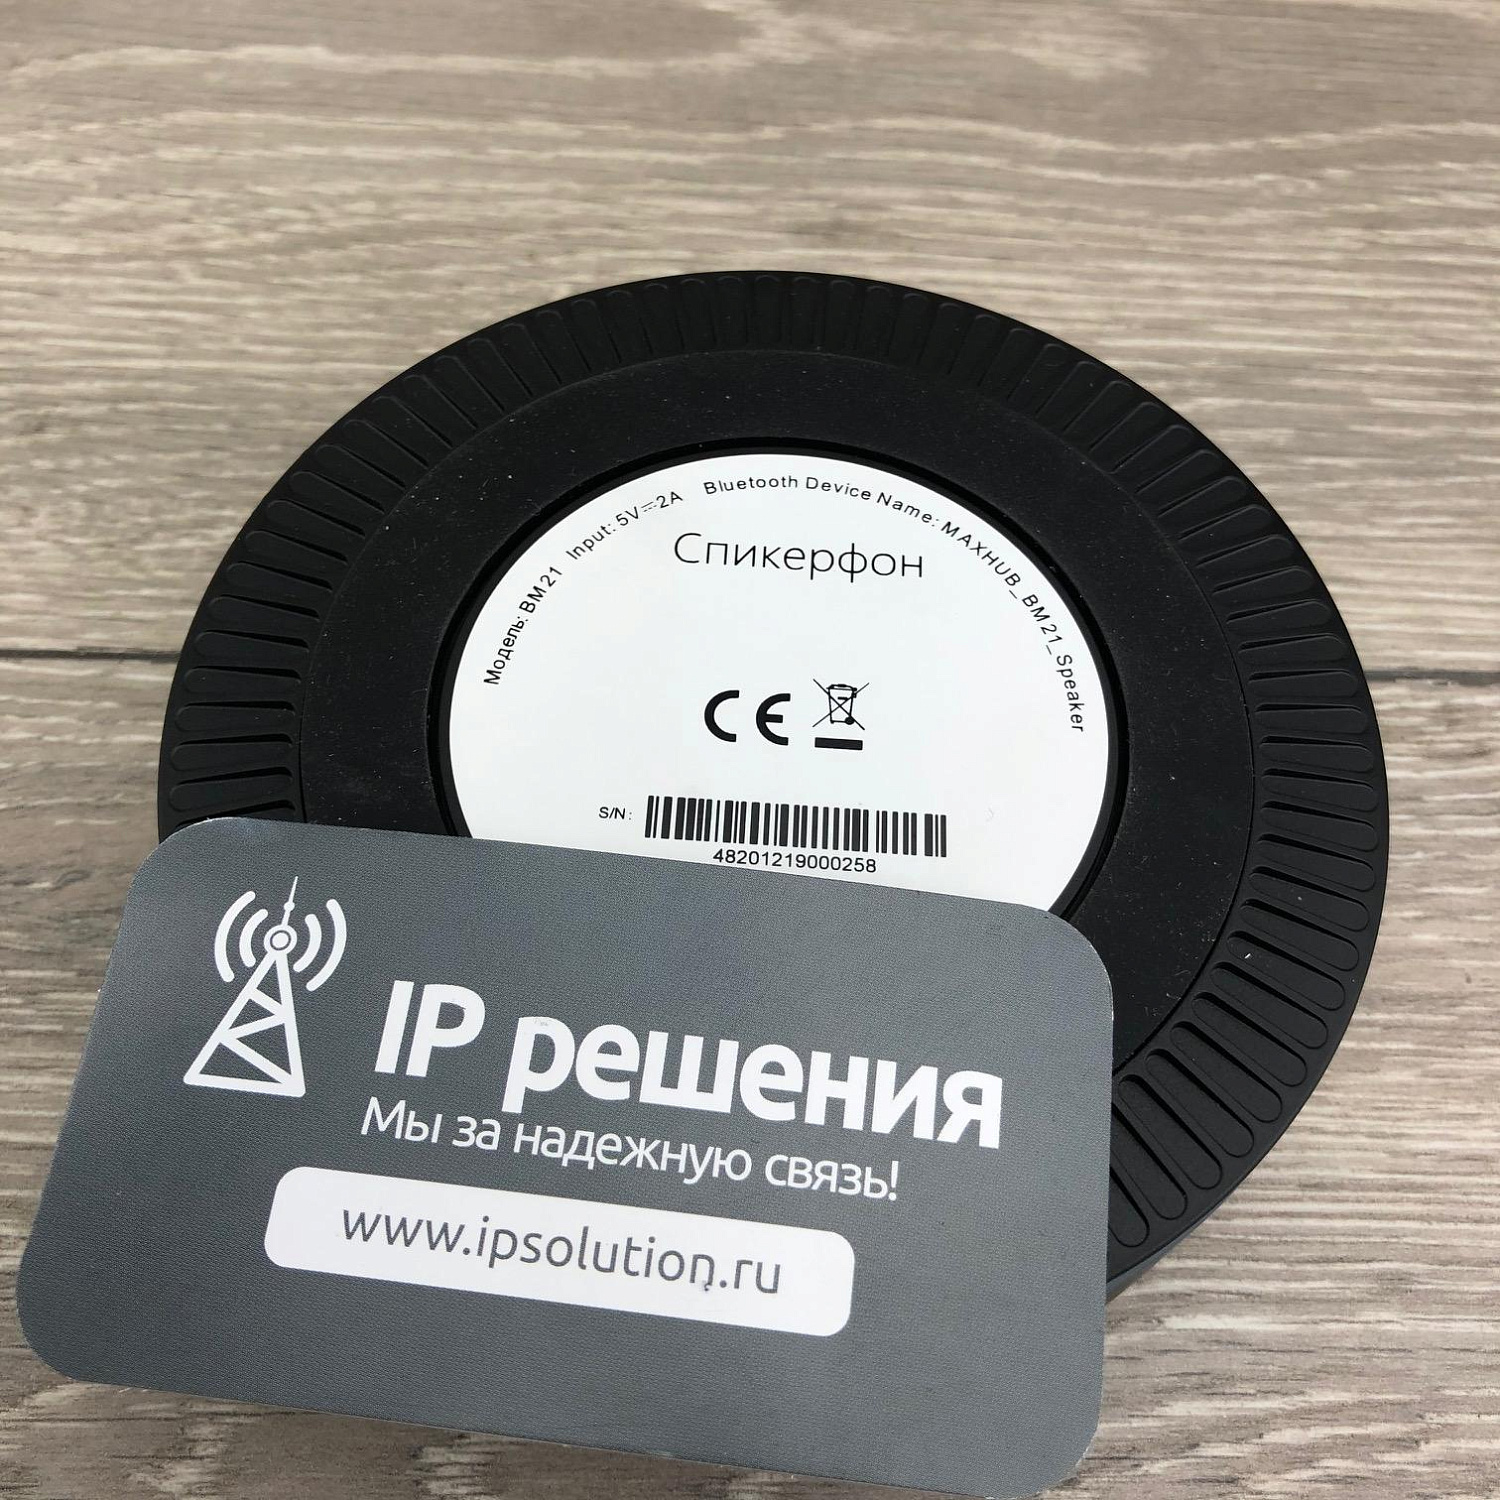 Модель: BM21 Input: 5V⎓2A Bluetooth Device Name: MAXHUB_BM21_Speaker
Спикерфон
CE
S/N:
48201219000258
IP решения
Мы за надежную связь!
www.ipsolution.ru